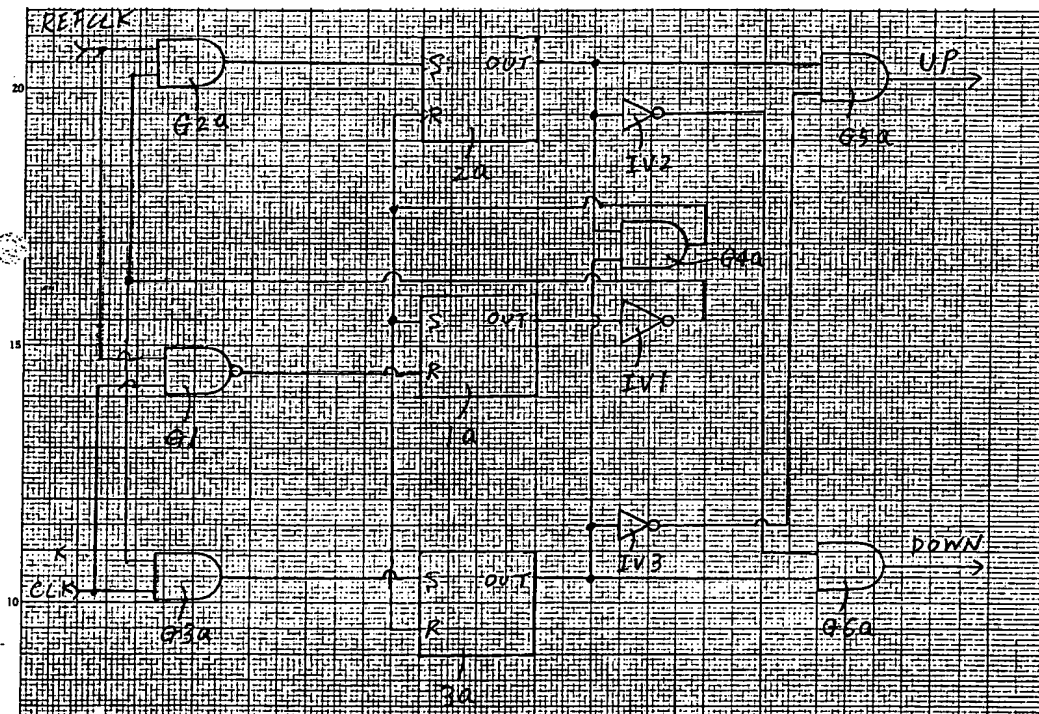 REFCLK
S OUT
UP
20
G2a
R
IV2
G5a
2a
G4a
S OUT
15
R
IV1
G1
1a
K
IV3
DOWN
CLK
S OUT
10
G3a
R
G6a
3a